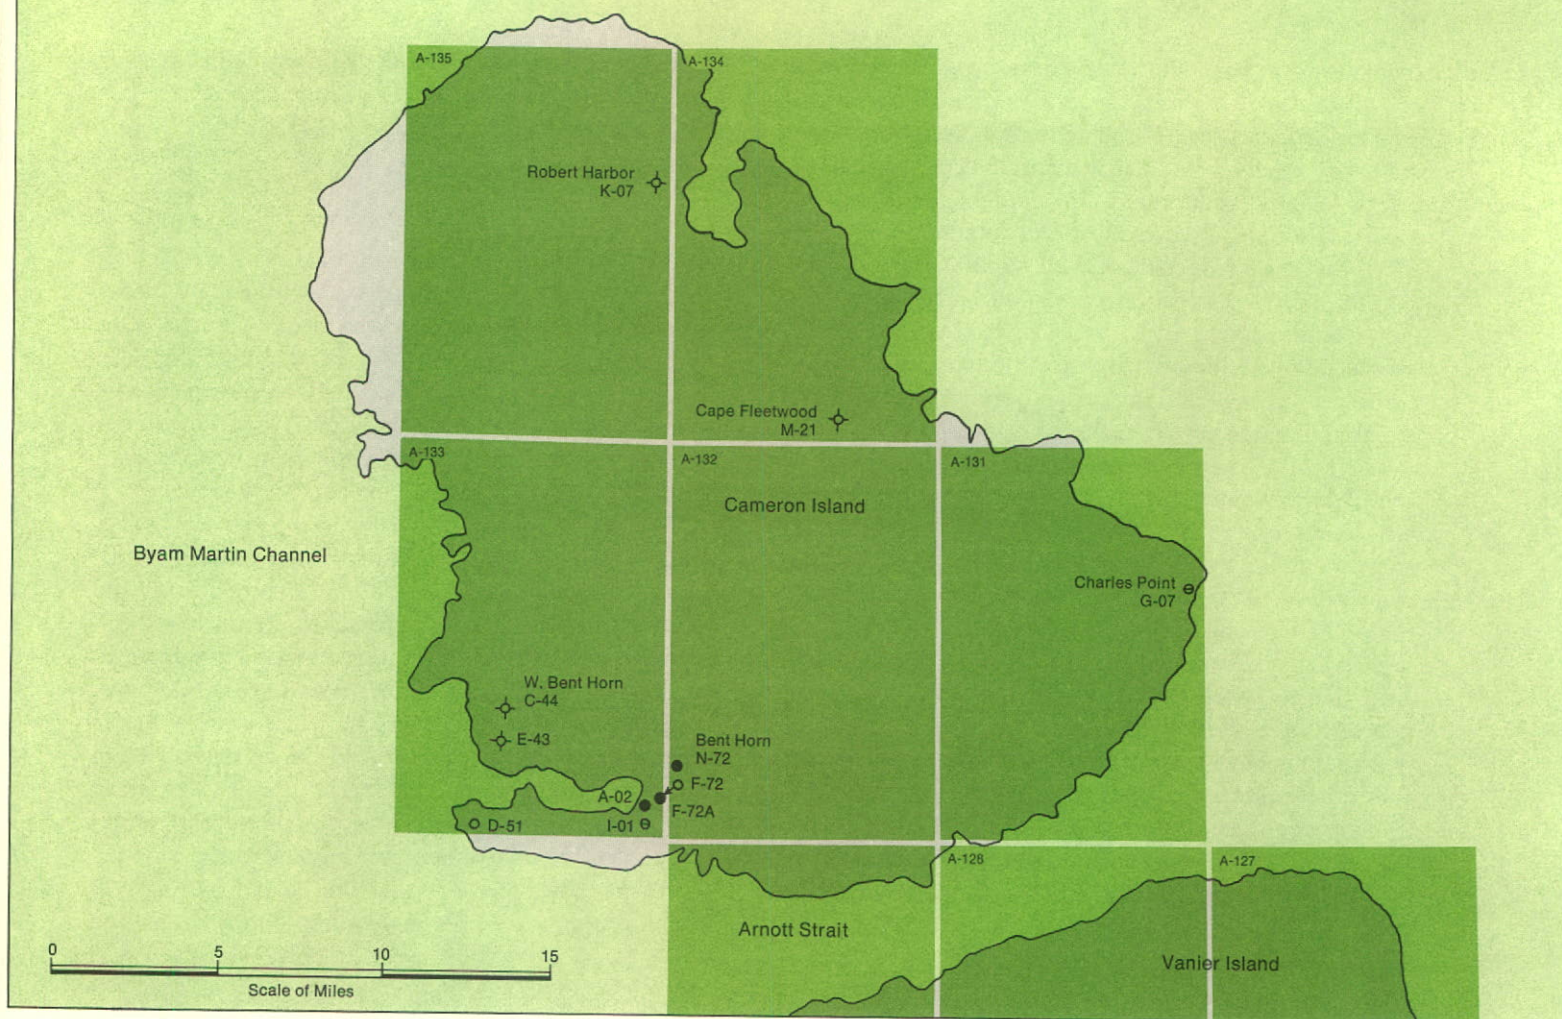 A-135
A-134
Robert Harbor
K-07
Cape Fleetwood
M-21
A-133
A-132
A-131
Cameron Island
Byam Martin Channel
Charles Point
G-07
W. Bent Horn
C-44
E-43
Bent Horn
N-72
F-72
A-02
F-72A
D-51
I-01
A-128
A-127
Arnott Strait
Vanier Island
0 5 10 15
Scale of Miles